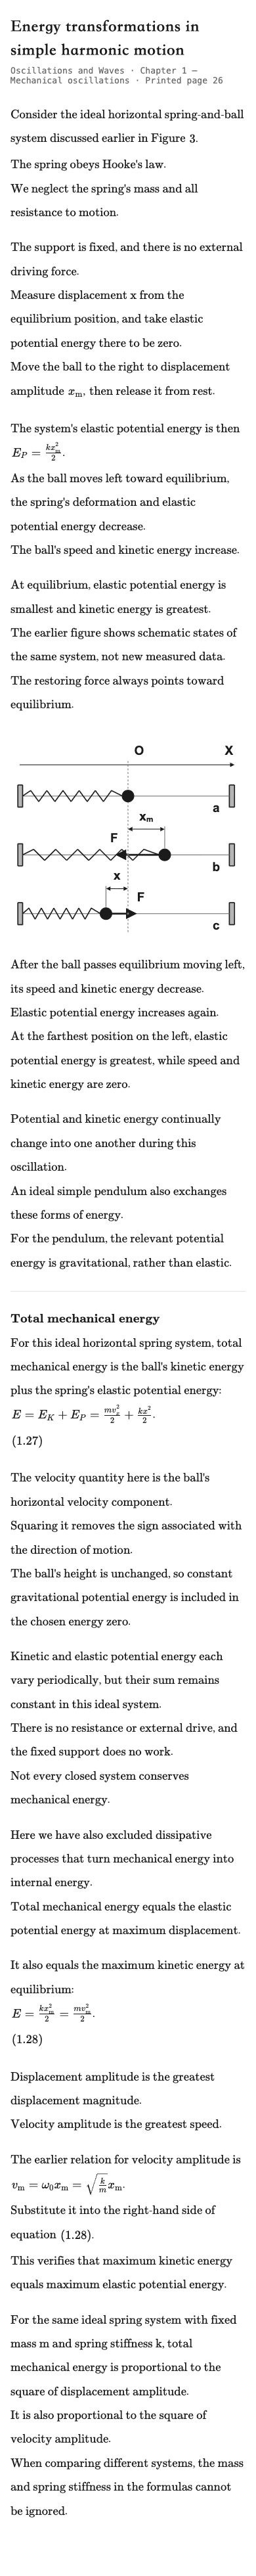 Energy transformations in
simple harmonic motion
Oscillations and Waves · Chapter 1 —
Mechanical oscillations · Printed page 26
Consider the ideal horizontal spring-and-ball
system discussed earlier in Figure 3.
The spring obeys Hooke's law.
We neglect the spring's mass and all
resistance to motion.
The support is fixed, and there is no external
driving force.
Measure displacement x from the
equilibrium position, and take elastic
potential energy there to be zero.
Move the ball to the right to displacement
amplitude x_m, then release it from rest.
The system's elastic potential energy is then
E_P = kx_m²/2.
As the ball moves left toward equilibrium,
the spring's deformation and elastic
potential energy decrease.
The ball's speed and kinetic energy increase.
At equilibrium, elastic potential energy is
smallest and kinetic energy is greatest.
The earlier figure shows schematic states of
the same system, not new measured data.
The restoring force always points toward
equilibrium.
O X
a
x_m
F
b
x
F
c
After the ball passes equilibrium moving left,
its speed and kinetic energy decrease.
Elastic potential energy increases again.
At the farthest position on the left, elastic
potential energy is greatest, while speed and
kinetic energy are zero.
Potential and kinetic energy continually
change into one another during this
oscillation.
An ideal simple pendulum also exchanges
these forms of energy.
For the pendulum, the relevant potential
energy is gravitational, rather than elastic.
Total mechanical energy
For this ideal horizontal spring system, total
mechanical energy is the ball's kinetic energy
plus the spring's elastic potential energy:
E = E_K + E_P = mv_x²/2 + kx²/2.
(1.27)
The velocity quantity here is the ball's
horizontal velocity component.
Squaring it removes the sign associated with
the direction of motion.
The ball's height is unchanged, so constant
gravitational potential energy is included in
the chosen energy zero.
Kinetic and elastic potential energy each
vary periodically, but their sum remains
constant in this ideal system.
There is no resistance or external drive, and
the fixed support does no work.
Not every closed system conserves
mechanical energy.
Here we have also excluded dissipative
processes that turn mechanical energy into
internal energy.
Total mechanical energy equals the elastic
potential energy at maximum displacement.
It also equals the maximum kinetic energy at
equilibrium:
E = kx_m²/2 = mv_m²/2.
(1.28)
Displacement amplitude is the greatest
displacement magnitude.
Velocity amplitude is the greatest speed.
The earlier relation for velocity amplitude is
v_m = ω₀x_m = √(k/m) x_m.
Substitute it into the right-hand side of
equation (1.28).
This verifies that maximum kinetic energy
equals maximum elastic potential energy.
For the same ideal spring system with fixed
mass m and spring stiffness k, total
mechanical energy is proportional to the
square of displacement amplitude.
It is also proportional to the square of
velocity amplitude.
When comparing different systems, the mass
and spring stiffness in the formulas cannot
be ignored.